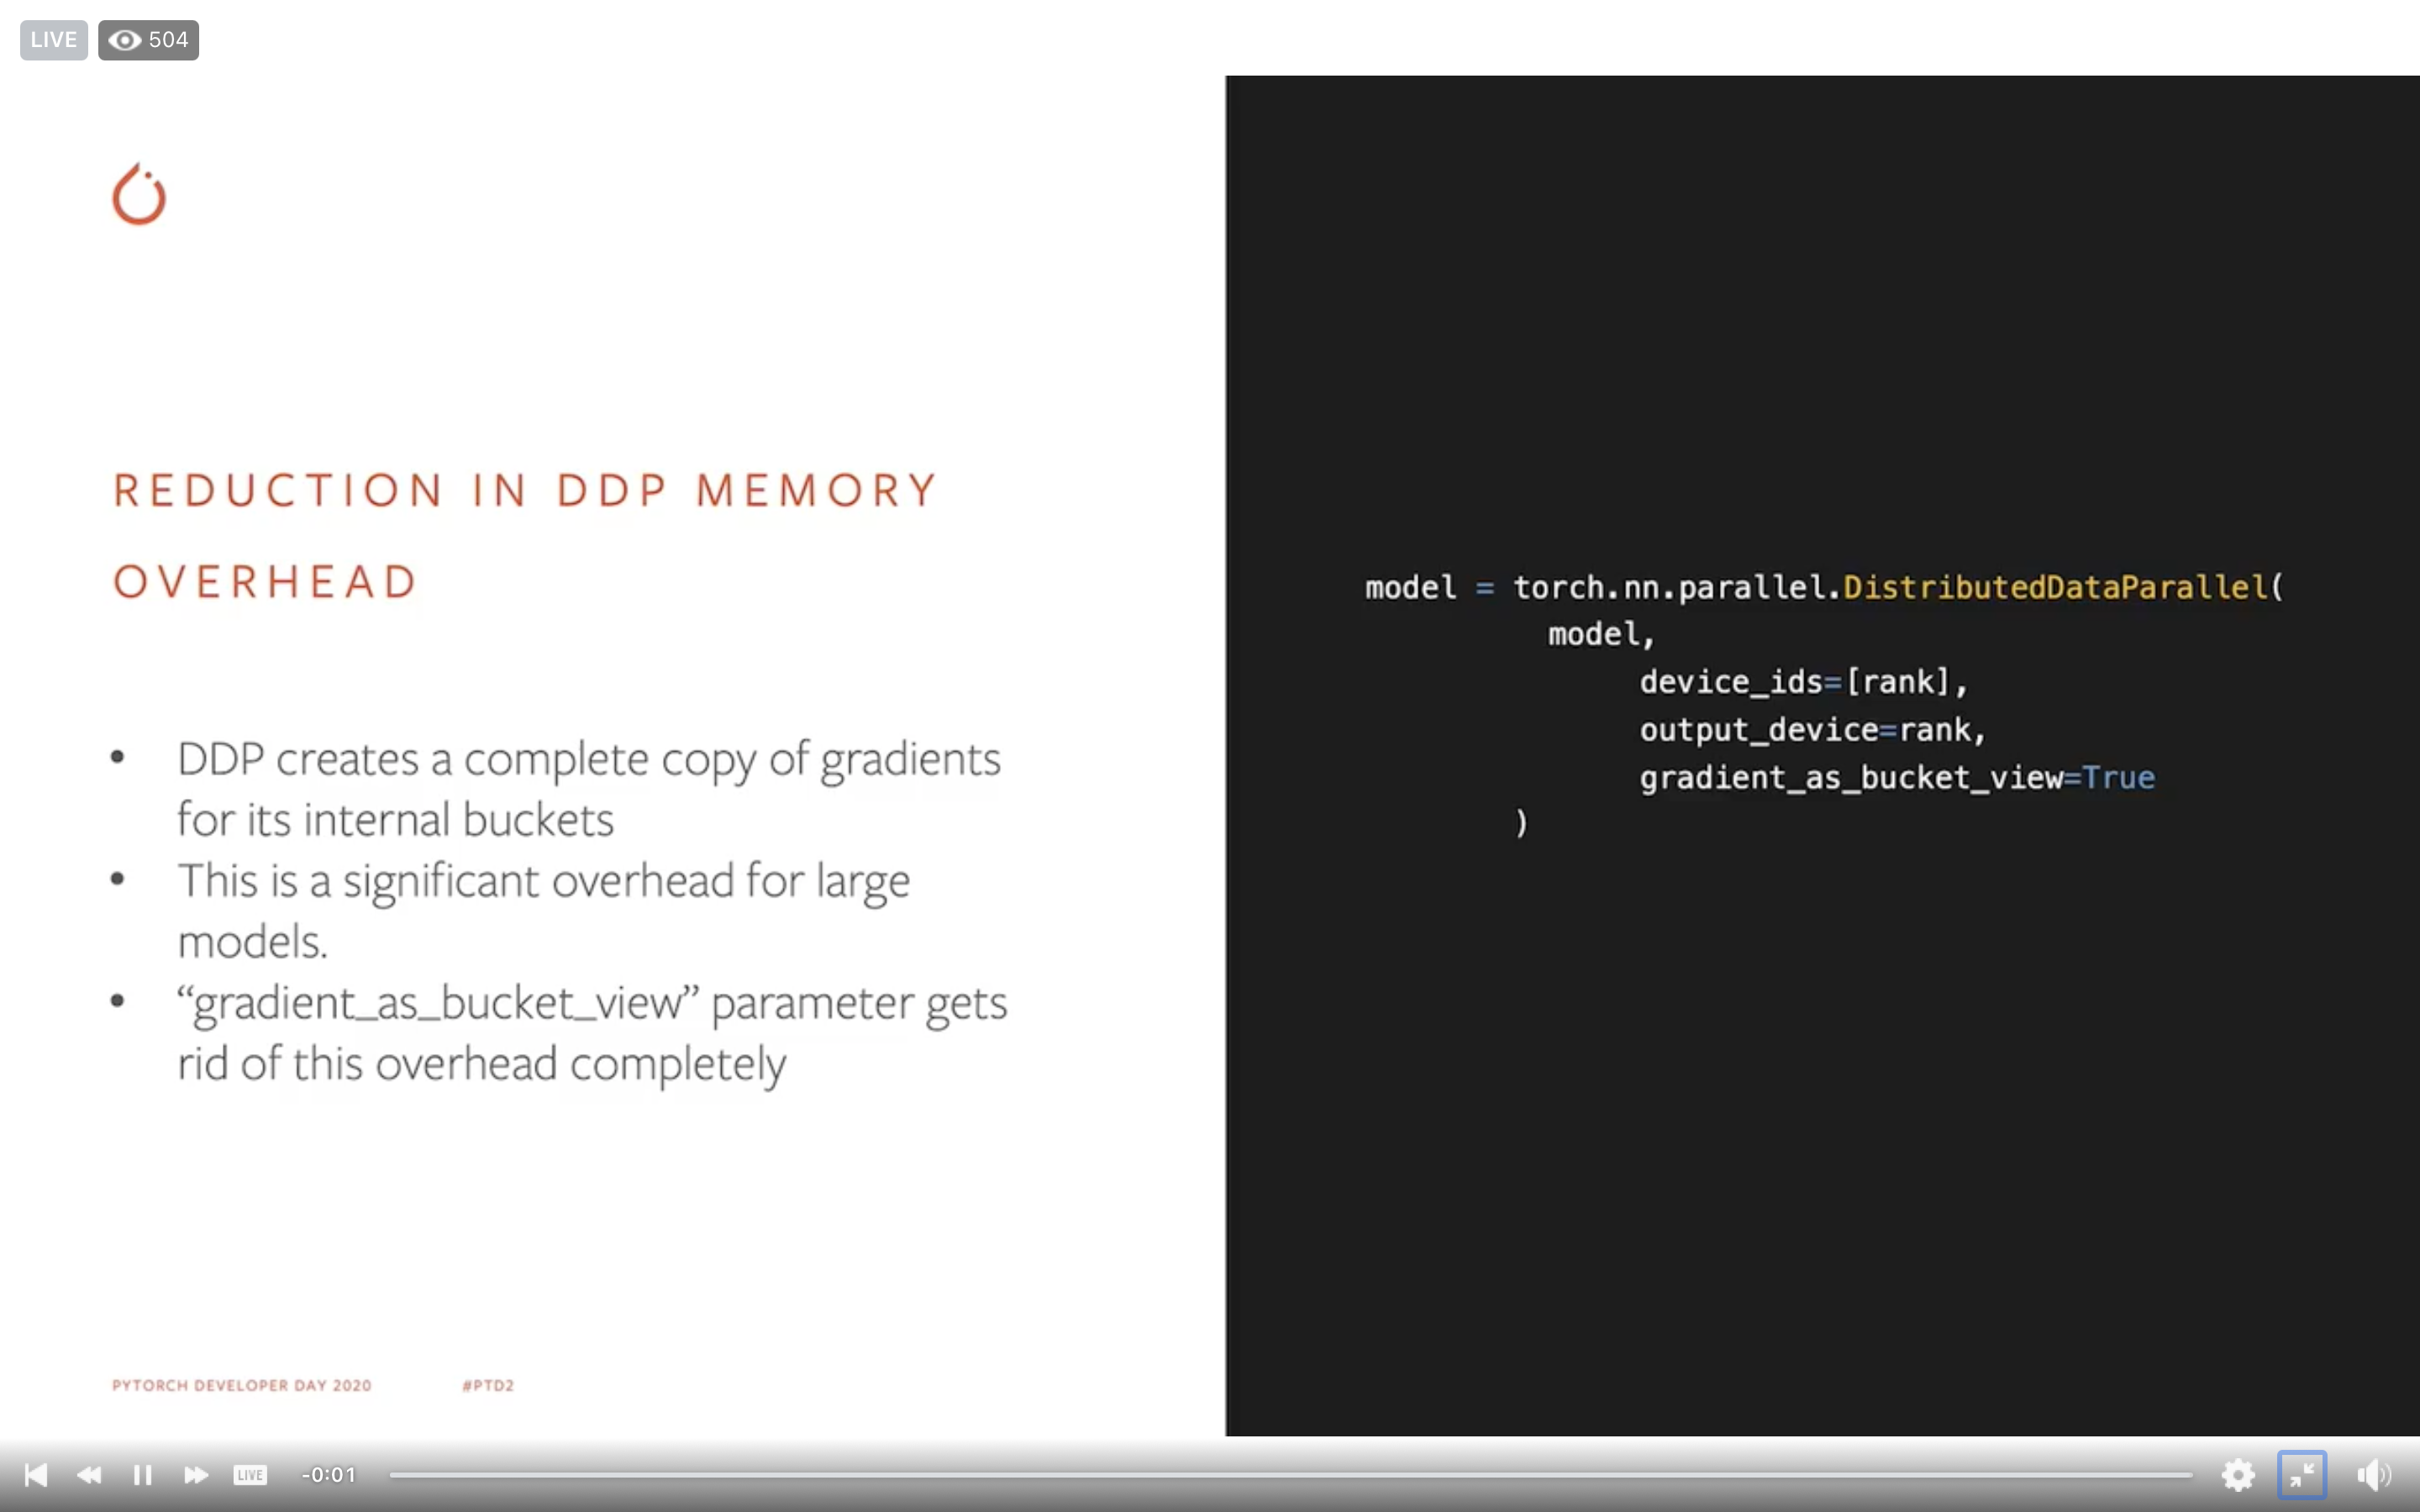 LIVE 504
REDUCTION IN DDP MEMORY
OVERHEAD
• DDP creates a complete copy of gradients
for its internal buckets
• This is a significant overhead for large
models.
• “gradient_as_bucket_view” parameter gets
rid of this overhead completely
model = torch.nn.parallel.DistributedDataParallel(
model,
device_ids=[rank],
output_device=rank,
gradient_as_bucket_view=True
)
PYTORCH DEVELOPER DAY 2020 #PTD2
LIVE -0:01